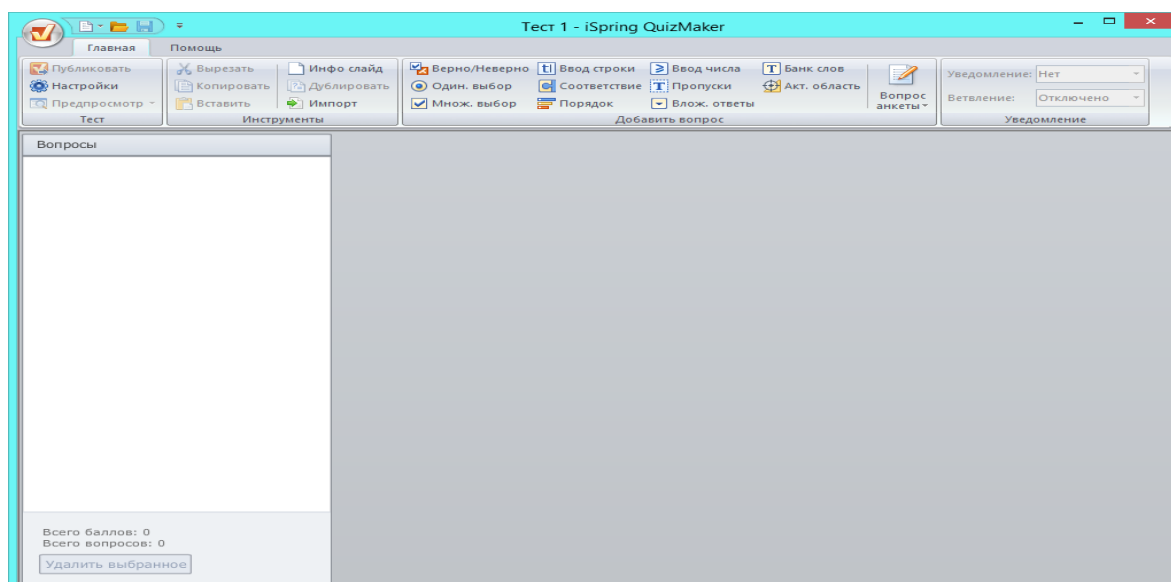 Тест 1 - iSpring QuizMaker
Главная Помощь
Публиковать Вырезать Инфо слайд Верно/Неверно Ввод строки Ввод числа Банк слов
Настройки Копировать Дублировать Один. выбор Соответствие Пропуски Акт. область
Предпросмотр Вставить Импорт Множ. выбор Порядок Влож. ответы
Вопрос анкеты
Уведомление: Нет
Ветвление: Отключено
Тест Инструменты Добавить вопрос Уведомление
Вопросы
Всего баллов: 0
Всего вопросов: 0
Удалить выбранное